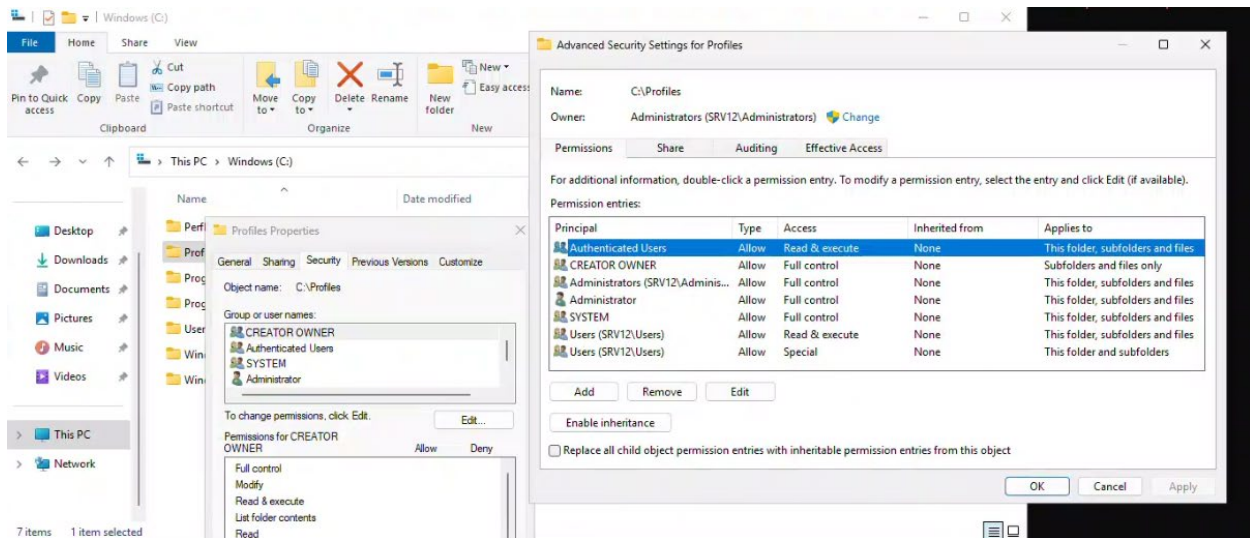 Windows (C:)
File Home Share View
Pin to Quick access
Copy
Paste
Cut
Copy path
Paste shortcut
Move to
Copy to
Delete
Rename
New folder
New
Easy access
Clipboard
Organize
New
This PC > Windows (C:)
Name
Date modified
Desktop
Downloads
Documents
Pictures
Music
Videos
This PC
Network
Perfl
Prof
Prog
Prog
User
Win
Win
7 items 1 item selected
Profiles Properties
General Sharing Security Previous Versions Customize
Object name: C:\Profiles
Group or user names:
CREATOR OWNER
Authenticated Users
SYSTEM
Administrator
To change permissions, click Edit.
Edit...
Permissions for CREATOR
OWNER Allow Deny
Full control
Modify
Read & execute
List folder contents
Read
Advanced Security Settings for Profiles
Name: C:\Profiles
Owner: Administrators (SRV12\Administrators) Change
Permissions Share Auditing Effective Access
For additional information, double-click a permission entry. To modify a permission entry, select the entry and click Edit (if available).
Permission entries:
Principal Type Access Inherited from Applies to
Authenticated Users Allow Read & execute None This folder, subfolders and files
CREATOR OWNER Allow Full control None Subfolders and files only
Administrators (SRV12\Adminis... Allow Full control None This folder, subfolders and files
Administrator Allow Full control None This folder, subfolders and files
SYSTEM Allow Full control None This folder, subfolders and files
Users (SRV12\Users) Allow Read & execute None This folder, subfolders and files
Users (SRV12\Users) Allow Special None This folder and subfolders
Add Remove Edit
Enable inheritance
Replace all child object permission entries with inheritable permission entries from this object
OK Cancel Apply